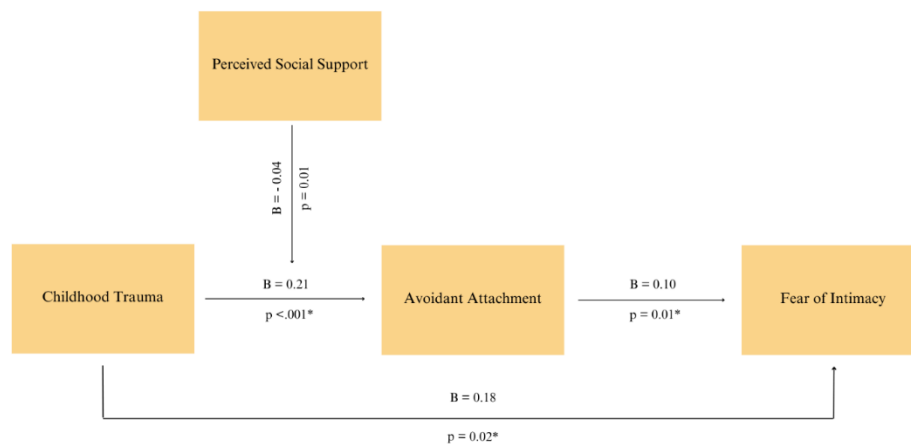 Perceived Social Support
B = - 0.04
p = 0.01
Childhood Trauma
B = 0.21
p <.001*
Avoidant Attachment
B = 0.10
p = 0.01*
Fear of Intimacy
B = 0.18
p = 0.02*